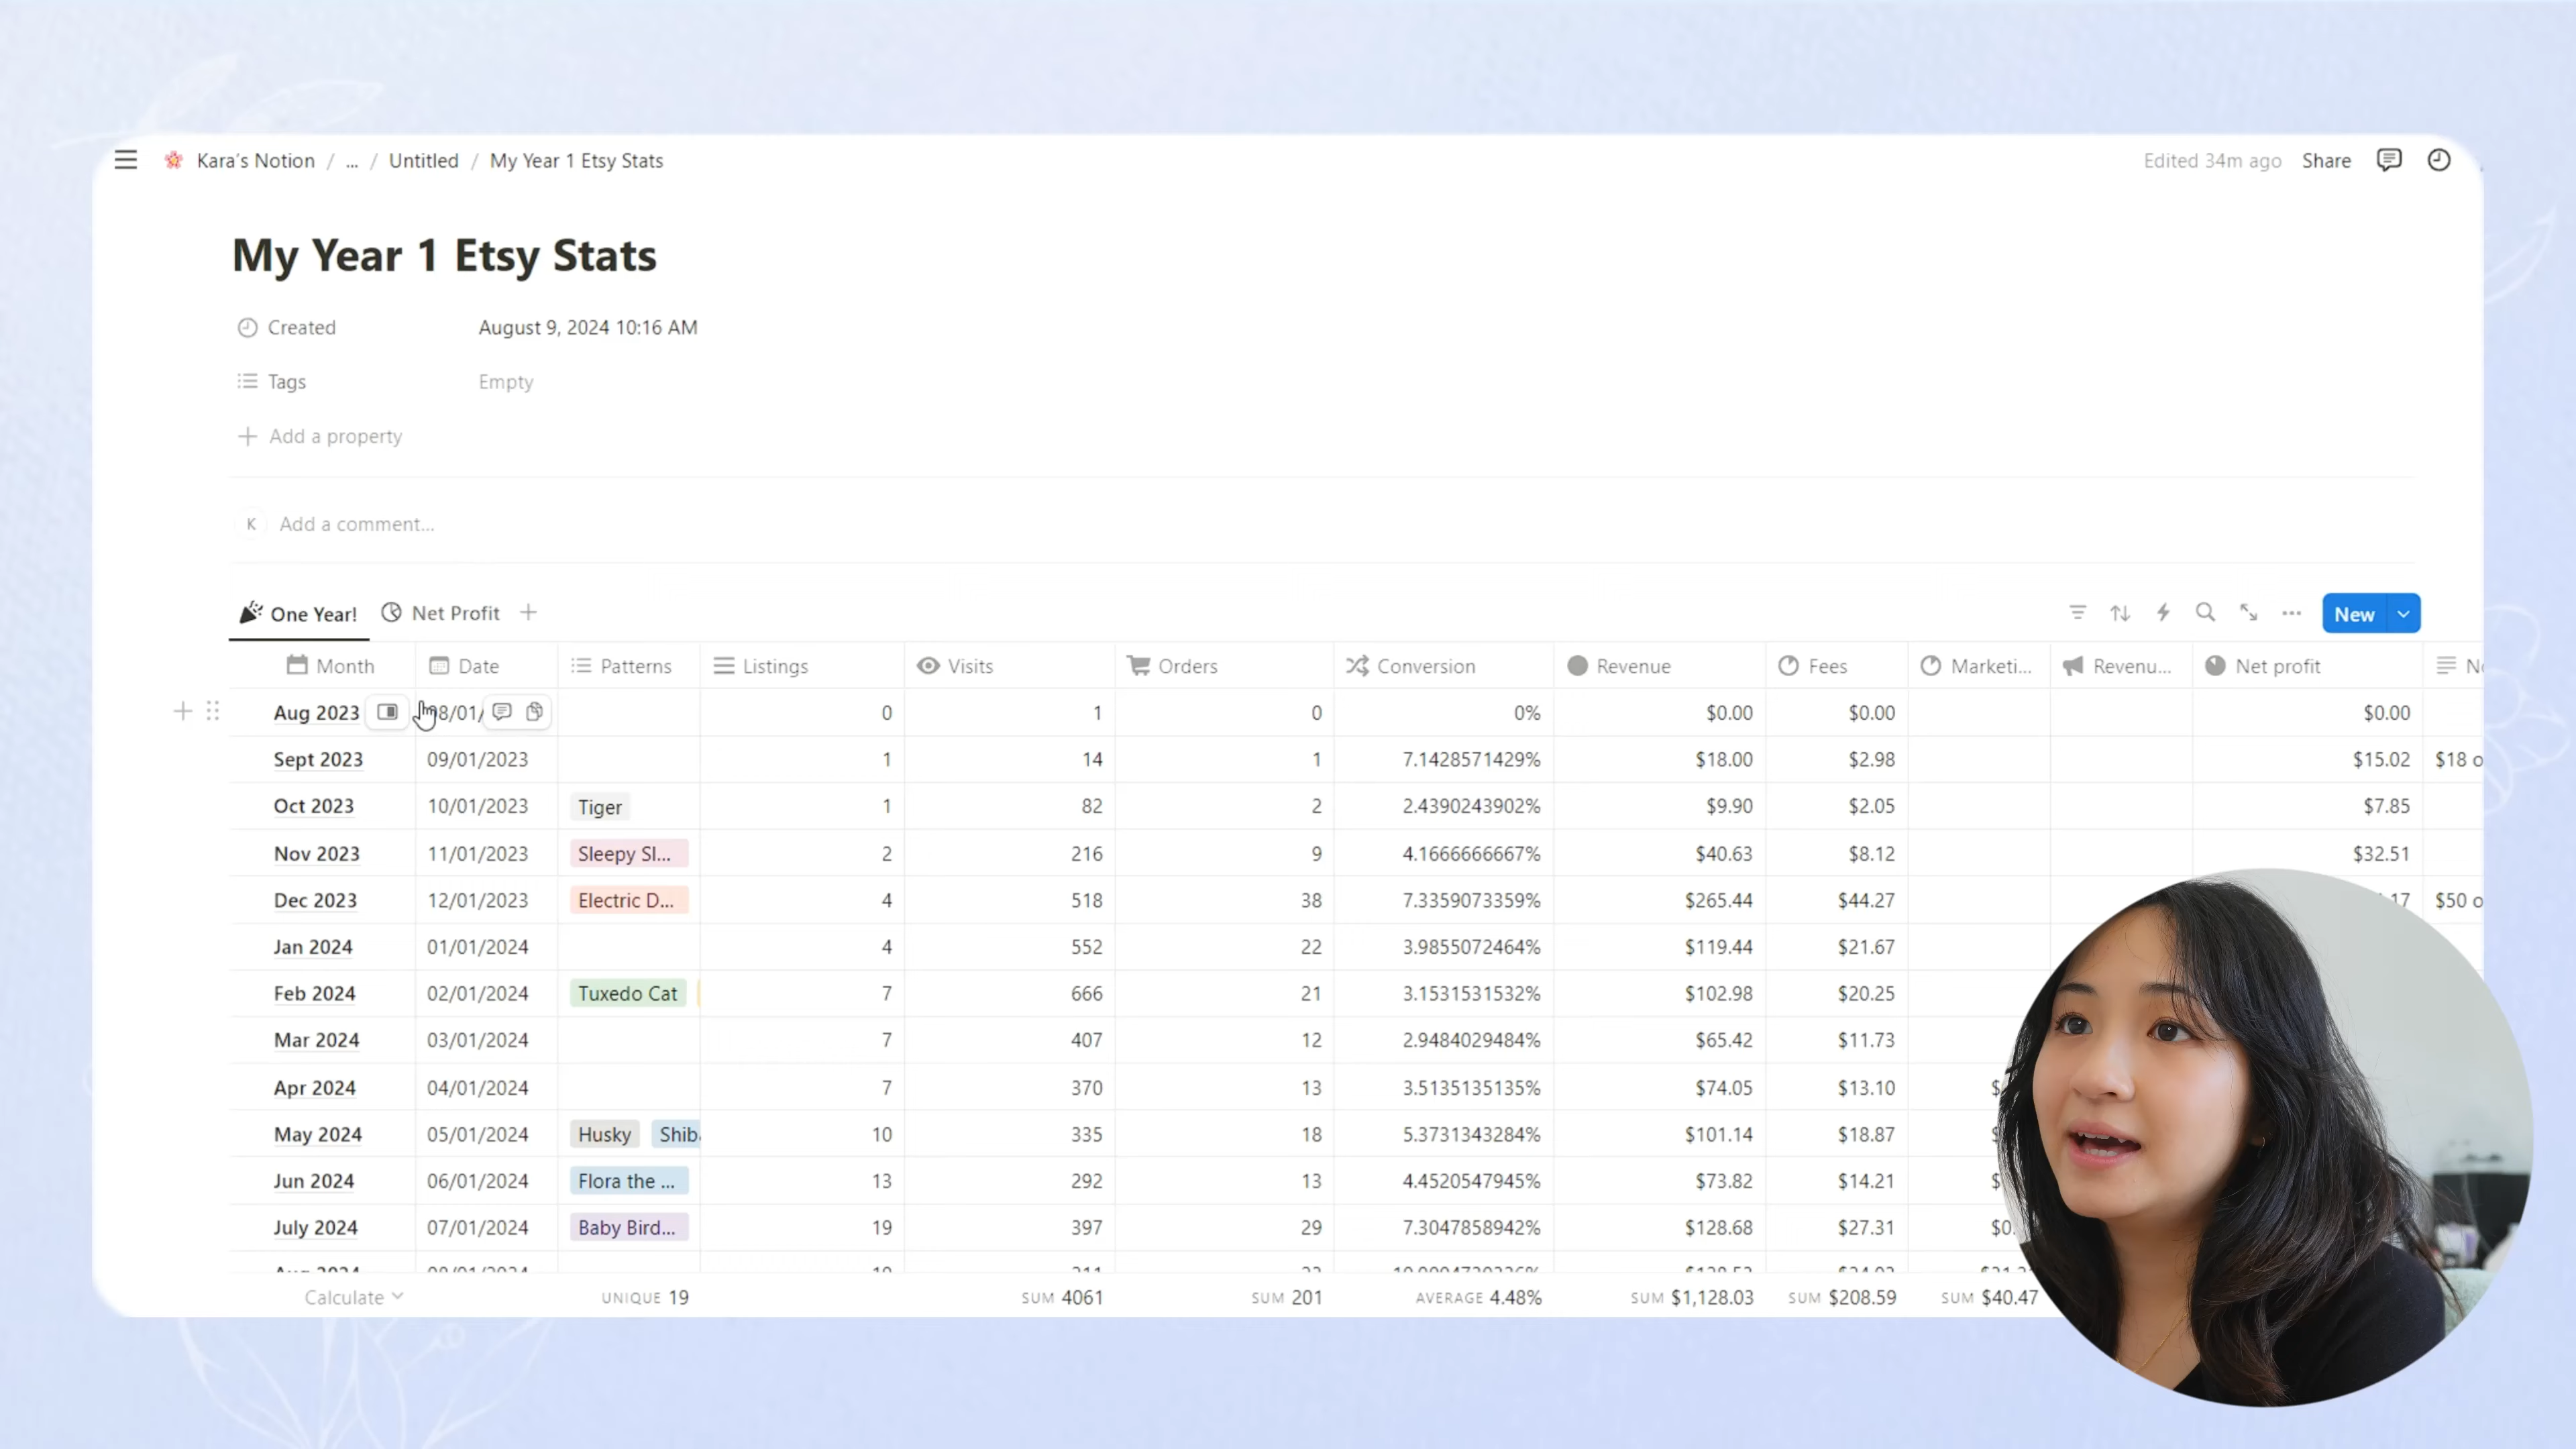 Kara's Notion / ... / Untitled / My Year 1 Etsy Stats
Edited 34m ago Share
My Year 1 Etsy Stats
Created August 9, 2024 10:16 AM
Tags Empty
Add a property
K Add a comment...
One Year! Net Profit
New
Month Date Patterns Listings Visits Orders Conversion Revenue Fees Marketi... Revenu... Net profit
Aug 2023 08/01/ 0 1 0 0% $0.00 $0.00 $0.00
Sept 2023 09/01/2023 1 14 1 7.1428571429% $18.00 $2.98 $15.02 $18 o
Oct 2023 10/01/2023 Tiger 1 82 2 2.4390243902% $9.90 $2.05 $7.85
Nov 2023 11/01/2023 Sleepy Sl... 2 216 9 4.1666666667% $40.63 $8.12 $32.51
Dec 2023 12/01/2023 Electric D... 4 518 38 7.3359073359% $265.44 $44.27 17 $50 o
Jan 2024 01/01/2024 4 552 22 3.9855072464% $119.44 $21.67
Feb 2024 02/01/2024 Tuxedo Cat 7 666 21 3.1531531532% $102.98 $20.25
Mar 2024 03/01/2024 7 407 12 2.9484029484% $65.42 $11.73
Apr 2024 04/01/2024 7 370 13 3.5135135135% $74.05 $13.10 $
May 2024 05/01/2024 Husky Shib 10 335 18 5.3731343284% $101.14 $18.87 $
Jun 2024 06/01/2024 Flora the ... 13 292 13 4.4520547945% $73.82 $14.21 $
July 2024 07/01/2024 Baby Bird... 19 397 29 7.3047858942% $128.68 $27.31 $0.
Calculate UNIQUE 19 SUM 4061 SUM 201 AVERAGE 4.48% SUM $1,128.03 SUM $208.59 SUM $40.47